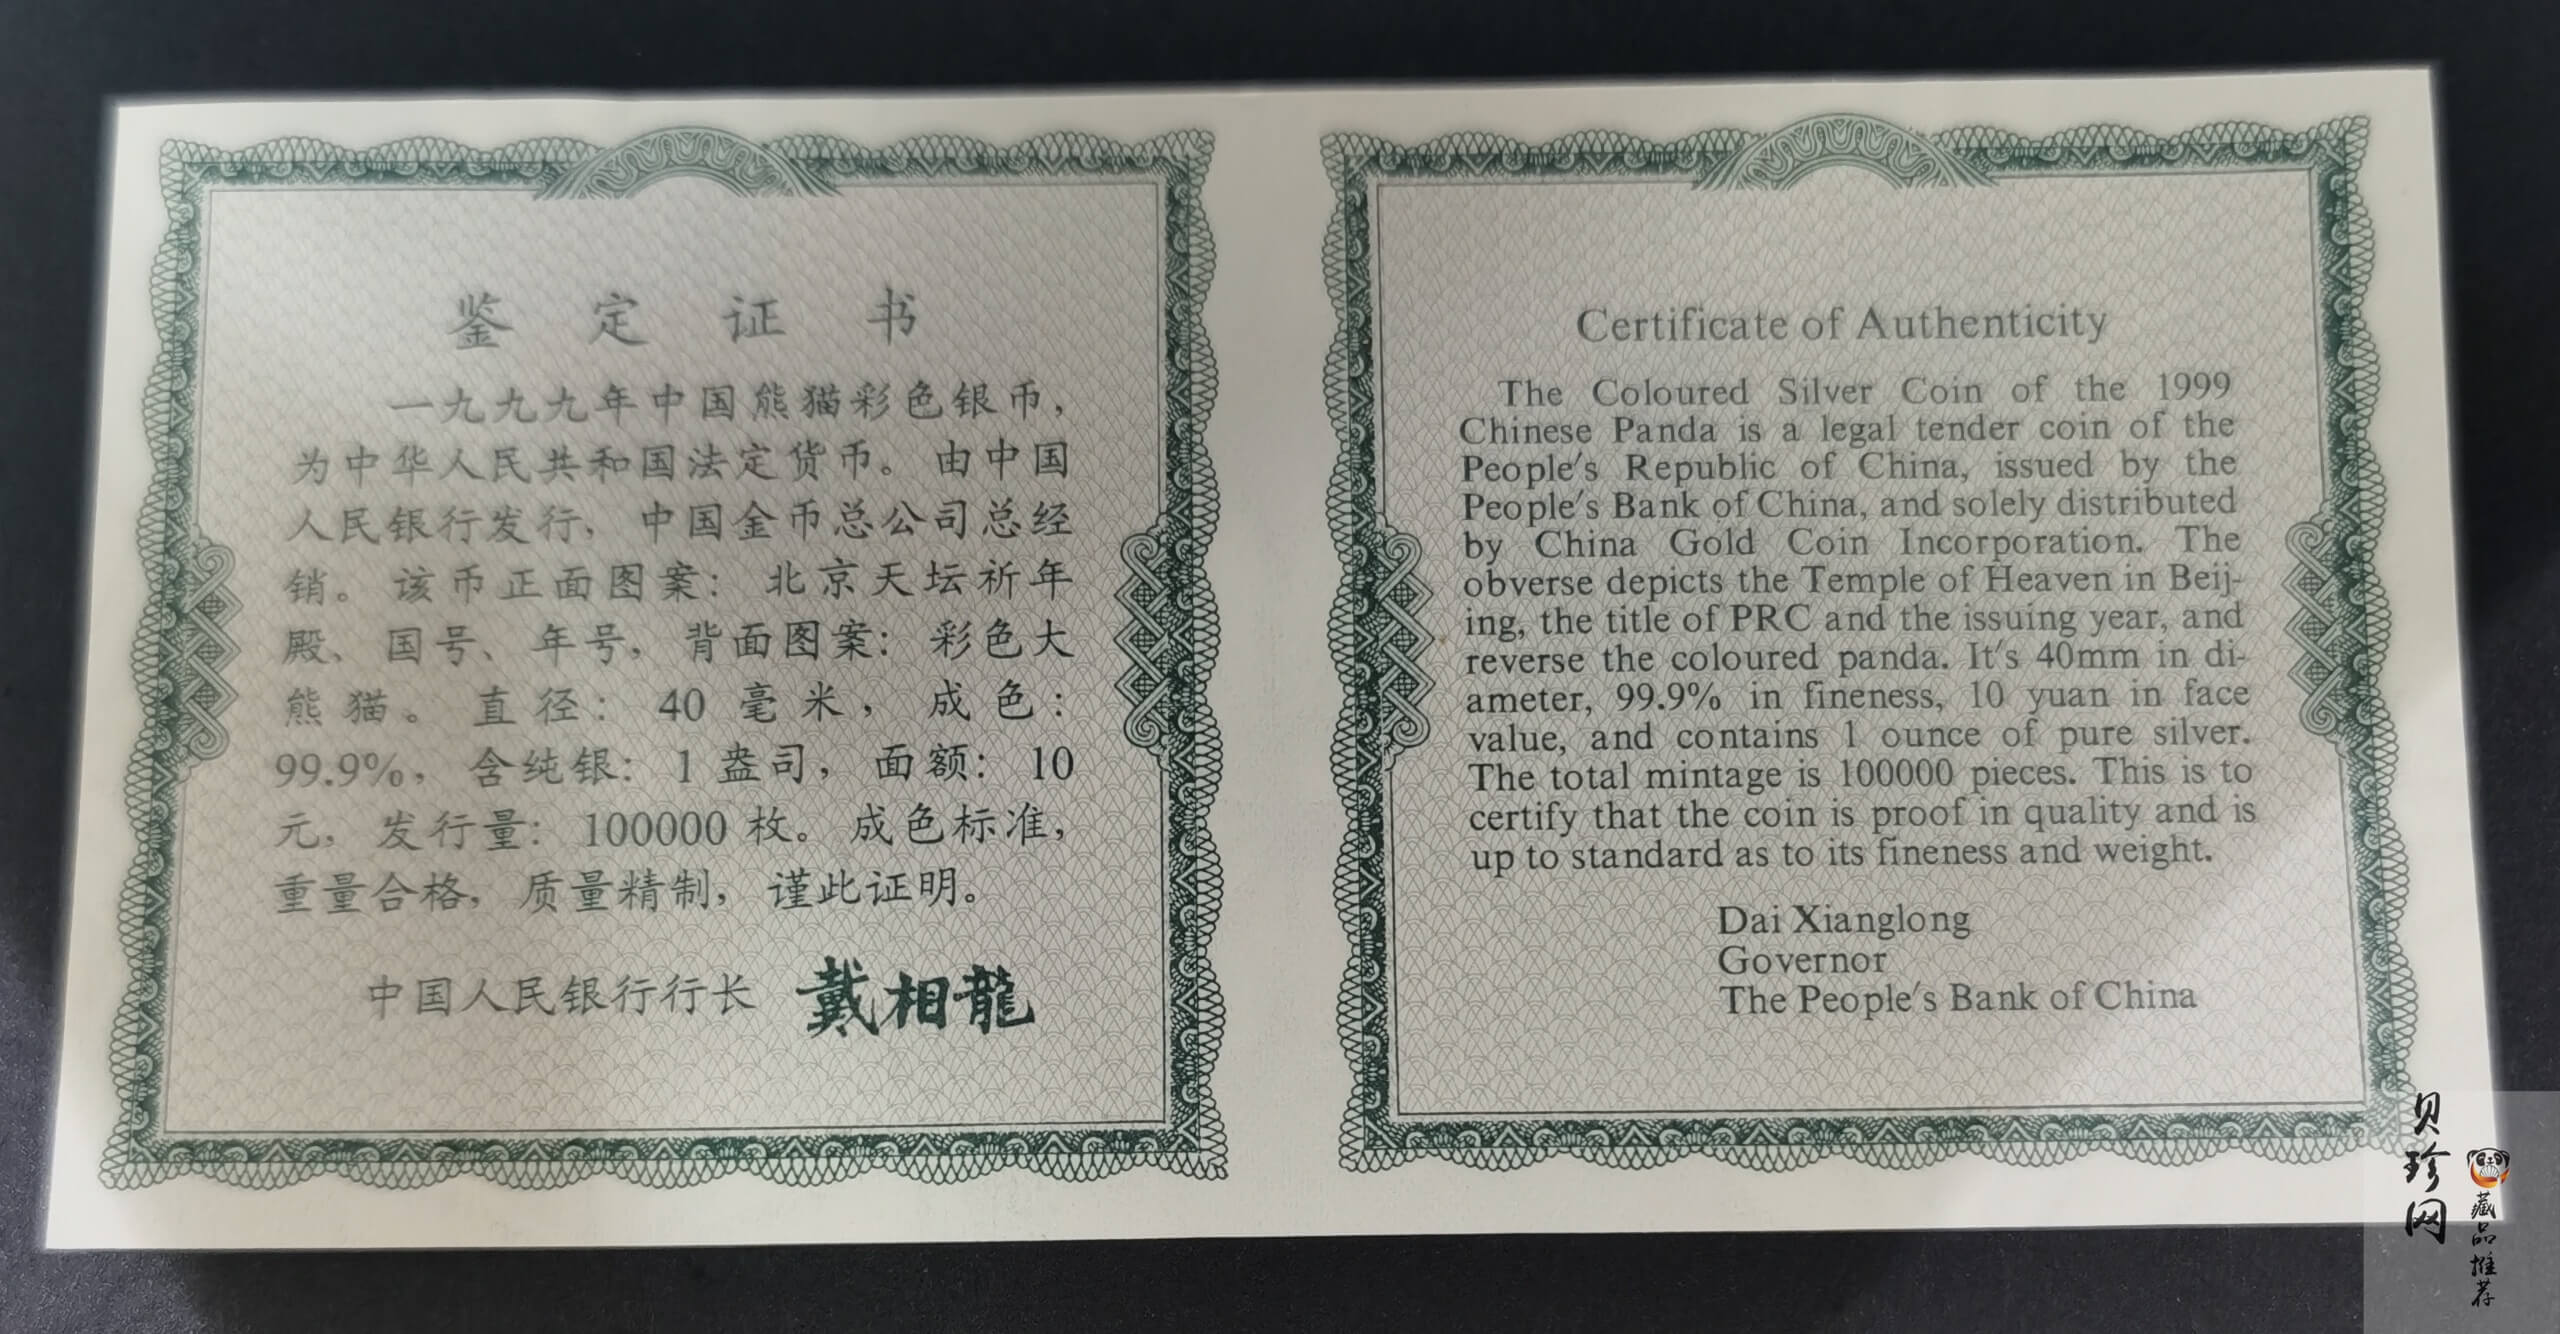 鉴定证书
一九九九年中国熊猫彩色银币，
为中华人民共和国法定货币。由中国
人民银行发行，中国金币总公司总经
销。该币正面图案：北京天坛祈年
殿、国号、年号，背面图案：彩色大
熊猫。直径：40毫米，成色：
99.9%，含纯银：1盎司，面额：10
元，发行量：100000枚。成色标准，
重量合格，质量精制，谨此证明。
中国人民银行行长 戴相龍
Certificate of Authenticity
The Coloured Silver Coin of the 1999
Chinese Panda is a legal tender coin of the
People's Republic of China, issued by the
People's Bank of China, and solely distributed
by China Gold Coin Incorporation. The
obverse depicts the Temple of Heaven in Beij-
ing, the title of PRC and the issuing year, and
reverse the coloured panda. It's 40mm in di-
ameter, 99.9% in fineness, 10 yuan in face
value, and contains 1 ounce of pure silver.
The total mintage is 100000 pieces. This is to
certify that the coin is proof in quality and is
up to standard as to its fineness and weight.
Dai Xianglong
Governor
The People's Bank of China
贝珍网
藏品推荐